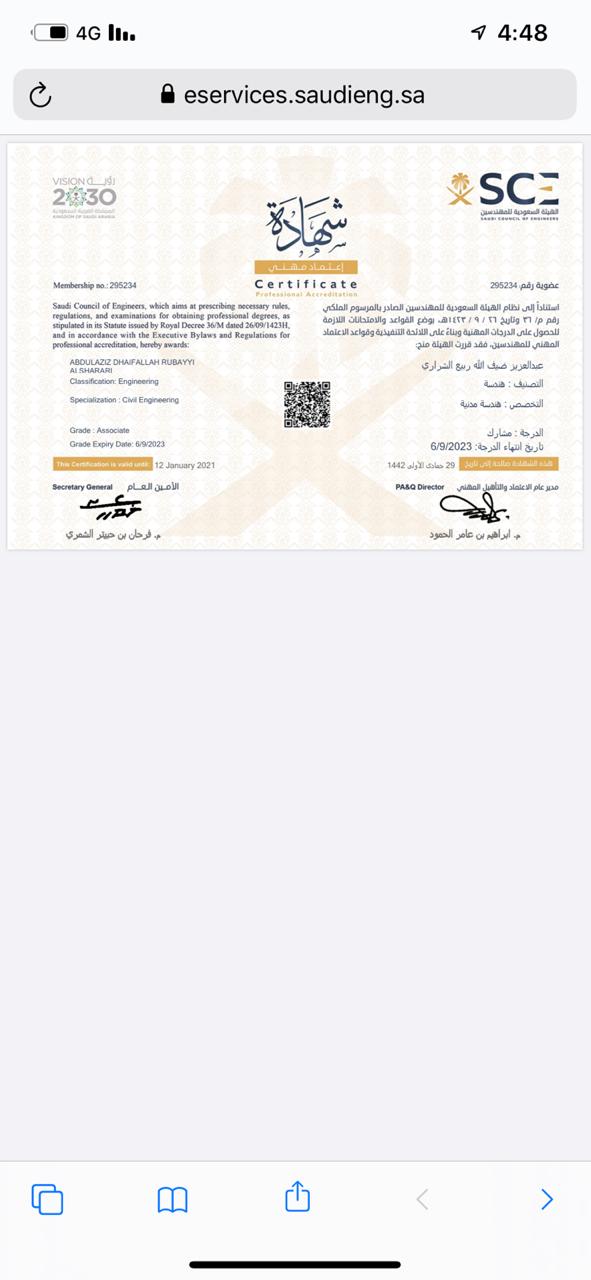 4G
4:48
eservices.saudieng.sa
VISION رؤيــة
2030
المملكة العربية السعودية
KINGDOM OF SAUDI ARABIA
SCE
الهيئة السعودية للمهندسين
SAUDI COUNCIL OF ENGINEERS
شهادة
إعـتـمـاد مـهـنـي
Certificate
Professional Accreditation
Membership no.: 295234
عضوية رقم: 295234
Saudi Council of Engineers, which aims at prescribing necessary rules,
regulations, and examinations for obtaining professional degrees, as
stipulated in its Statute issued by Royal Decree 36/M dated 26/09/1423H,
and in accordance with the Executive Bylaws and Regulations for
professional accreditation, hereby awards:
استناداً إلى نظام الهيئة السعودية للمهندسين الصادر بالمرسوم الملكي
رقم م/ ٣٦ وتاريخ ٢٦ / ٩ / ١٤٢٣هـ، بوضع القواعد والامتحانات اللازمة
للحصول على الدرجات المهنية وبناءً على اللائحة التنفيذية وقواعد الاعتماد
المهني للمهندسين، فقد قررت الهيئة منح:
ABDULAZIZ DHAIFALLAH RUBAYYI
ALSHARARI
Classification: Engineering
Specialization : Civil Engineering
Grade : Associate
Grade Expiry Date: 6/9/2023
عبدالعزيز ضيف الله ربيع الشراري
التصنيف : هندسة
التخصص : هندسة مدنية
الدرجة : مشارك
تاريخ انتهاء الدرجة: 6/9/2023
This Certification is valid until: 12 January 2021
هذه الشهادة صالحة إلى تاريخ 29 جمادى الأولى 1442
Secretary General الأمـيـن الـعــــام
PA&Q Director مدير عام الاعتماد والتأهيل المهني
م. فرحان بن حبيتر الشمري
م. ابراهيم بن عامر الحمود